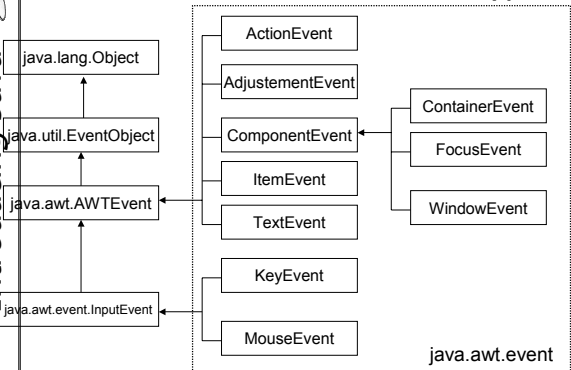 java.lang.Object
java.util.EventObject
java.awt.AWTEvent
java.awt.event.InputEvent
ActionEvent
AdjustementEvent
ComponentEvent
ItemEvent
TextEvent
KeyEvent
MouseEvent
ContainerEvent
FocusEvent
WindowEvent
java.awt.event